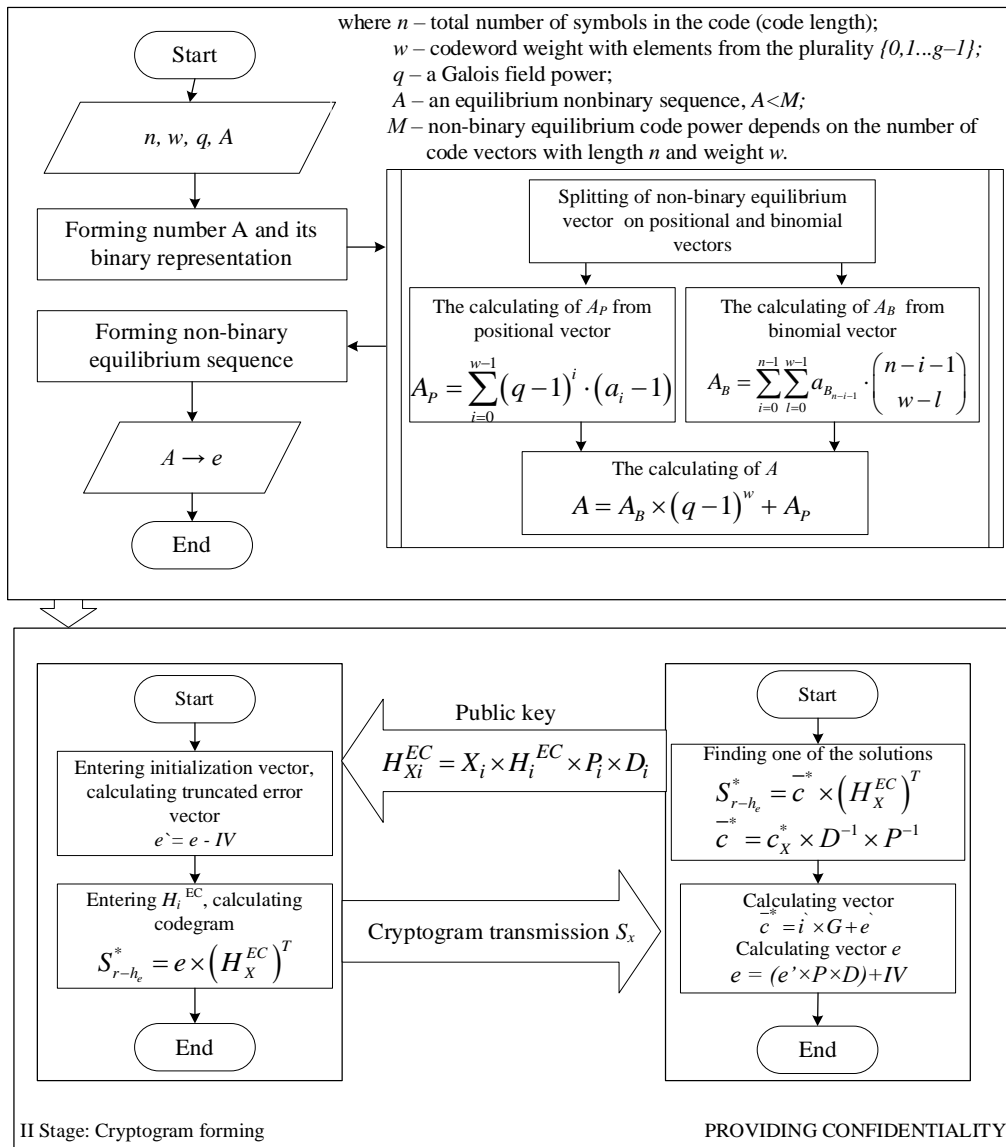 where n – total number of symbols in the code (code length);
w – codeword weight with elements from the plurality {0,1...g–1};
q – a Galois field power;
A – an equilibrium nonbinary sequence, A<M;
M – non-binary equilibrium code power depends on the number of
code vectors with length n and weight w.
Start
n, w, q, A
Forming number A and its
binary representation
Splitting of non-binary equilibrium
vector on positional and binomial
vectors
The calculating of A_P from
positional vector
A_P = \sum_{i=0}^{w-1} (q-1)^i · (a_i - 1)
The calculating of A_B from
binomial vector
A_B = \sum_{i=0}^{n-1} \sum_{l=0}^{w-1} a_{B_{n-i-1}} · \binom{n-i-1}{w-l}
The calculating of A
A = A_B × (q-1)^w + A_P
Forming non-binary
equilibrium sequence
A → e
End
Start
Entering initialization vector,
calculating truncated error
vector
e` = e - IV
Entering H_i^{EC}, calculating
codegram
S^*_{r-h_e} = e × (H_X^{EC})^T
End
Public key
H_{Xi}^{EC} = X_i × H_i^{EC} × P_i × D_i
Cryptogram transmission S_x
Start
Finding one of the solutions
S^*_{r-h_e} = \overline{c}^* × (H_X^{EC})^T
\overline{c}^* = c_X^* × D^{-1} × P^{-1}
Calculating vector
\overline{c}^* = i` × G + e`
Calculating vector e
e = (e’×P×D)+IV
End
II Stage: Cryptogram forming
PROVIDING CONFIDENTIALITY